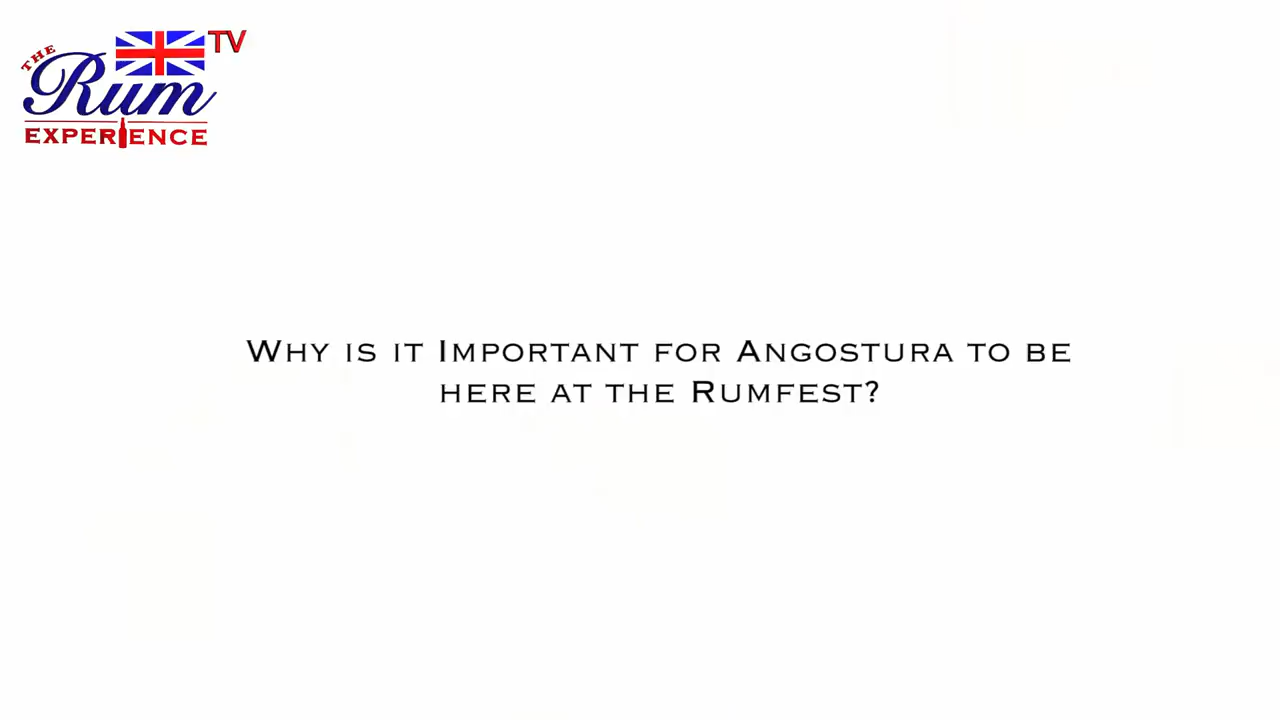 THE
Rum
TV
EXPERIENCE
WHY IS IT IMPORTANT FOR ANGOSTURA TO BE
HERE AT THE RUMFEST?